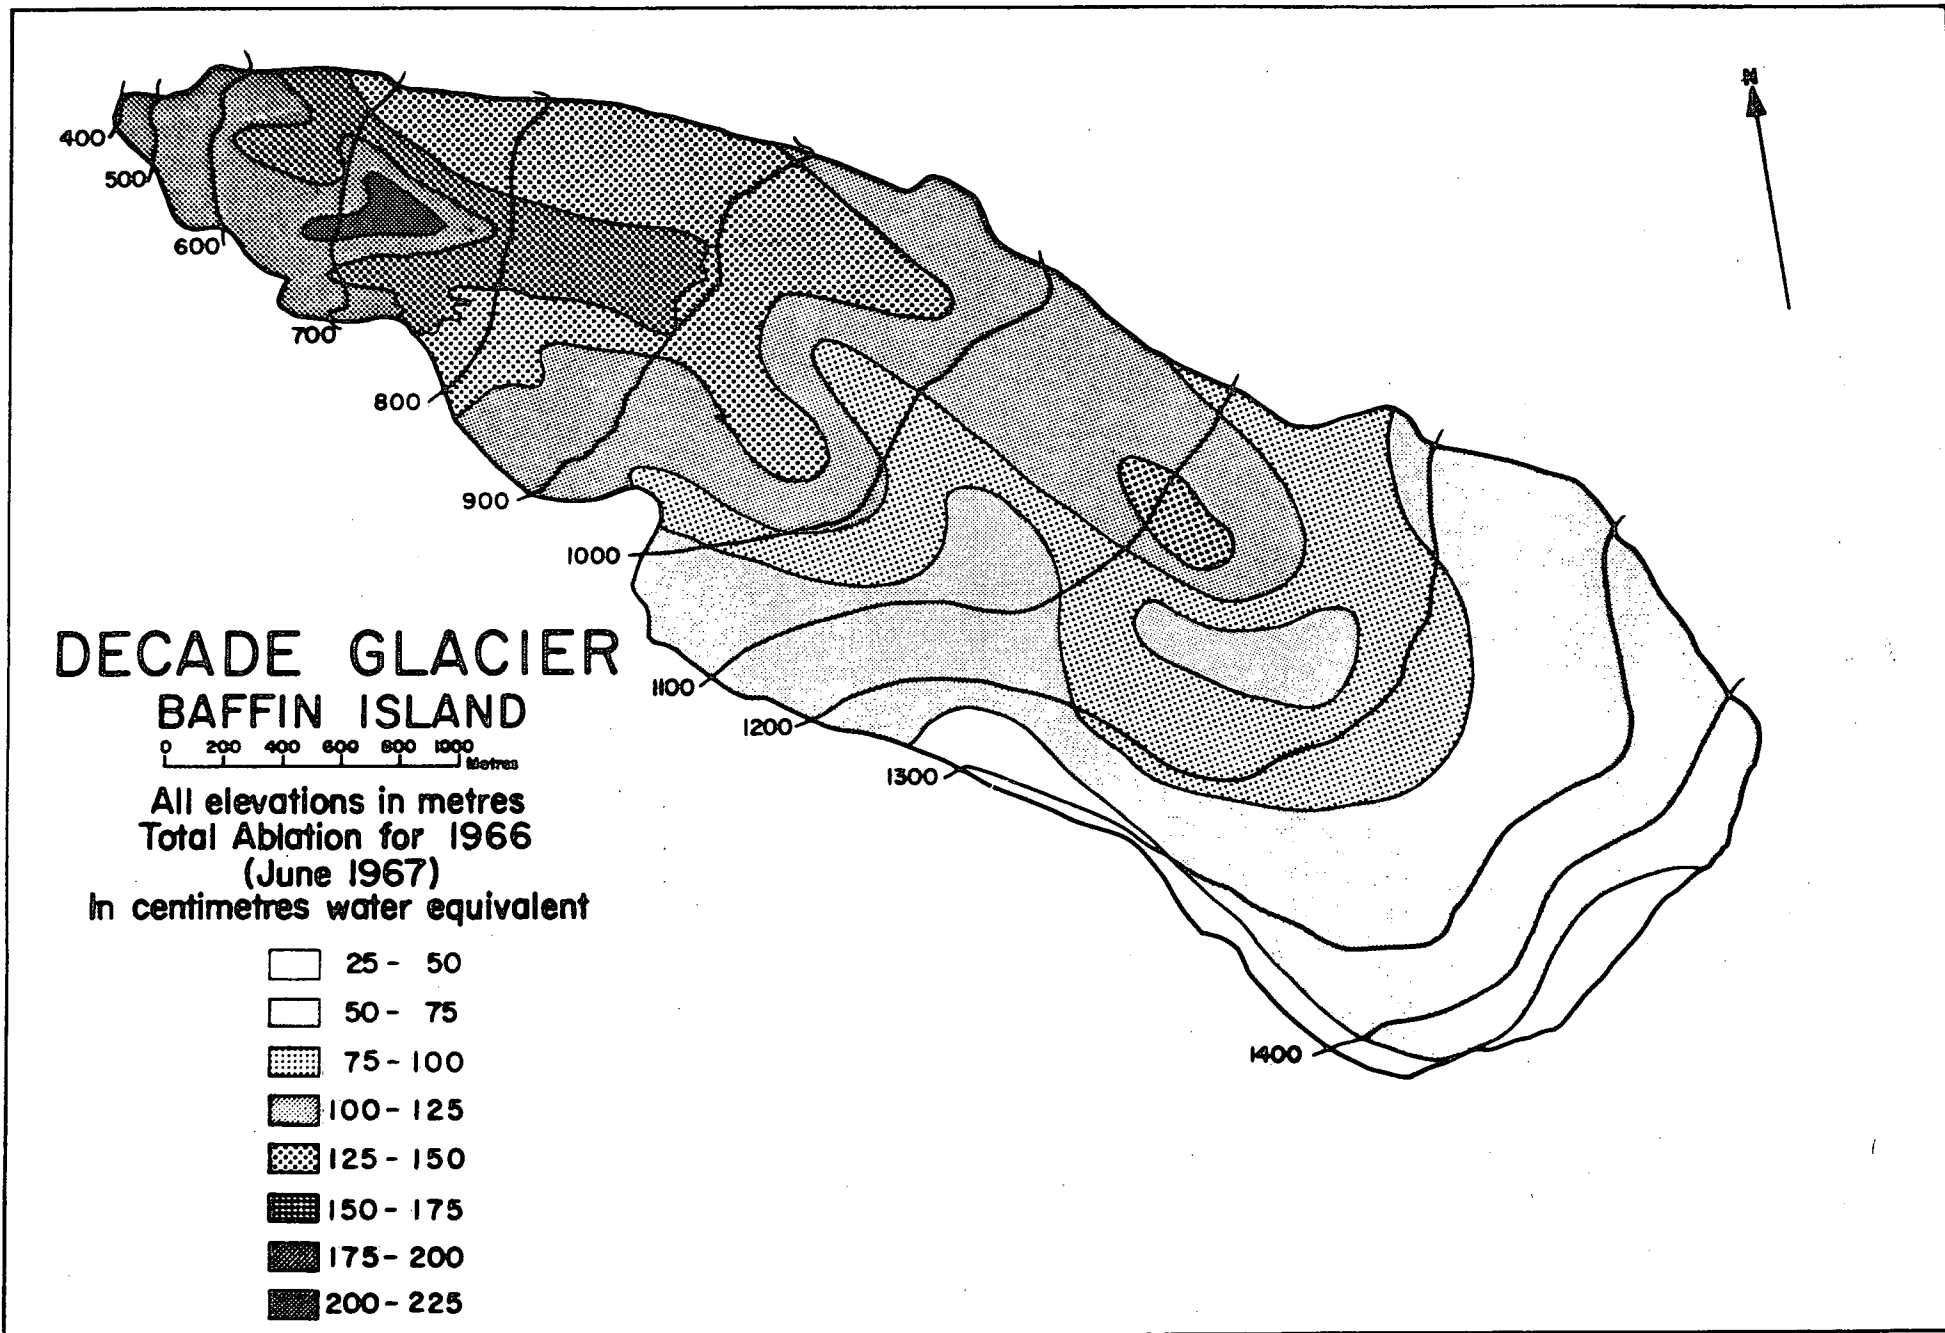 N
400
500
600
700
800
900
1000
1100
1200
1300
1400
DECADE GLACIER
BAFFIN ISLAND
0 200 400 600 800 1000
Metres
All elevations in metres
Total Ablation for 1966
(June 1967)
In centimetres water equivalent
25 - 50
50 - 75
75 - 100
100 - 125
125 - 150
150 - 175
175 - 200
200 - 225